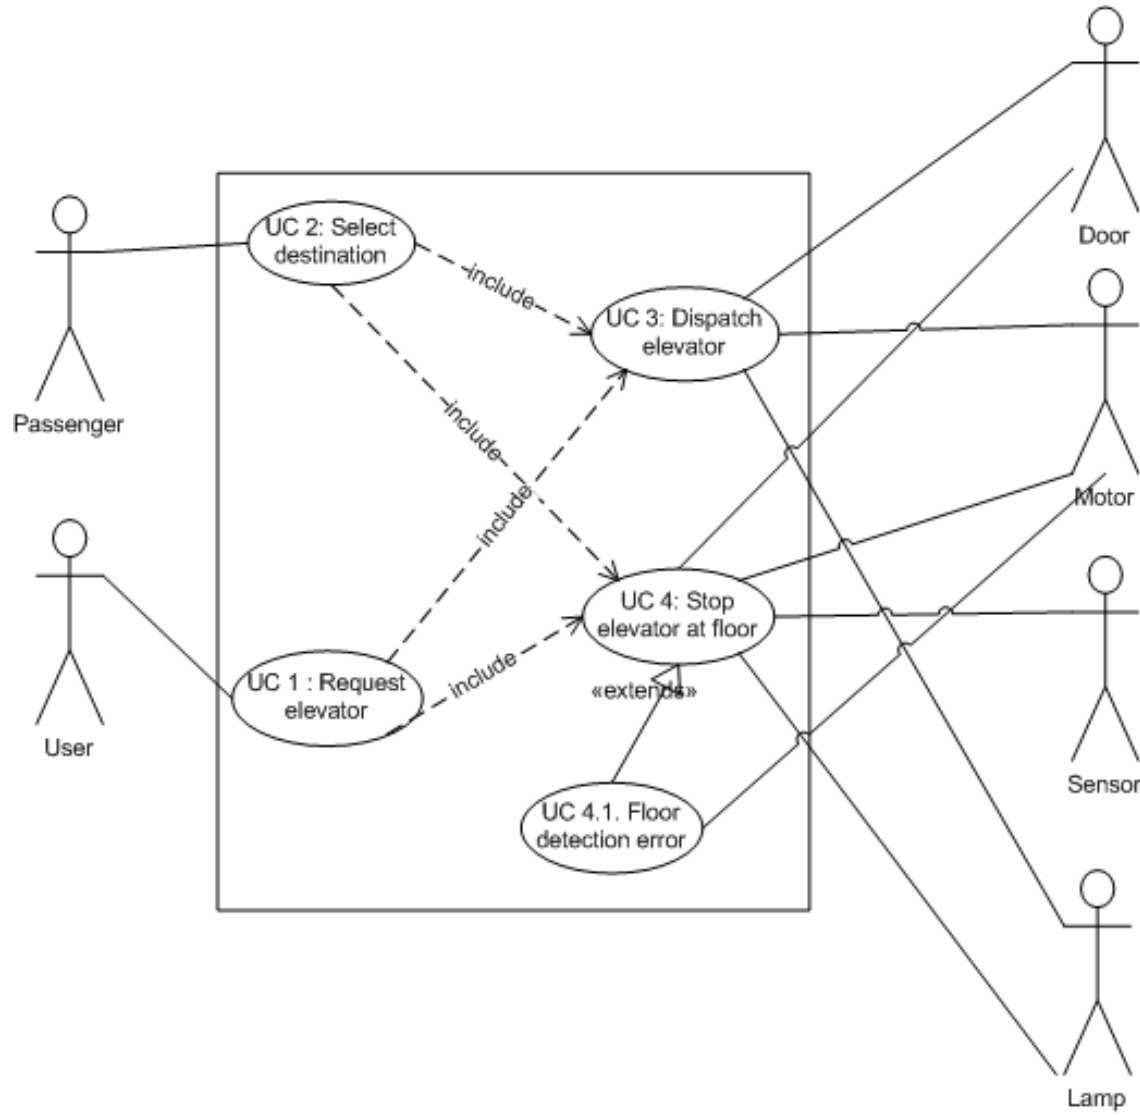 Door
UC 2: Select
destination
include
UC 3: Dispatch
elevator
Passenger
include
Motor
include
UC 4: Stop
elevator at floor
include
UC 1 : Request
elevator
«extends»
User
Sensor
UC 4.1. Floor
detection error
Lamp